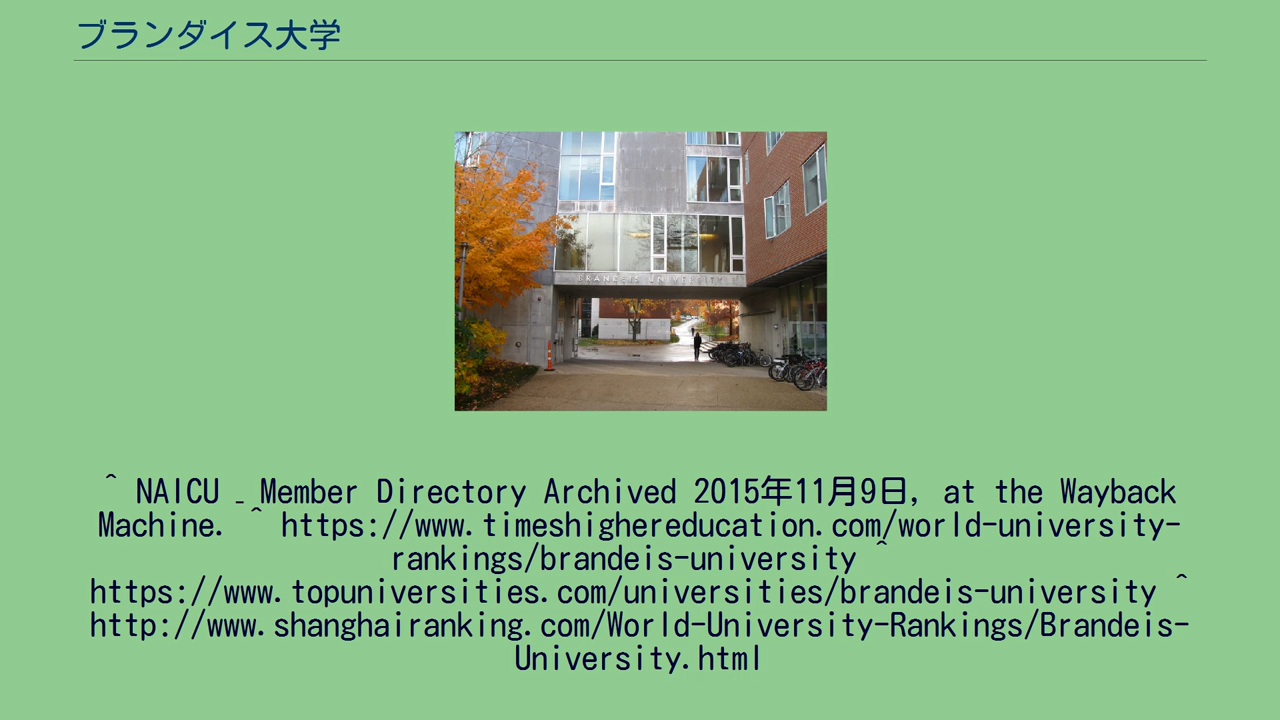 ブランダイス大学
BRANDEIS UNIVERSITY
^ NAICU - Member Directory Archived 2015年11月9日, at the Wayback
Machine. ^ https://www.timeshighereducation.com/world-university-
rankings/brandeis-university ^
https://www.topuniversities.com/universities/brandeis-university ^
http://www.shanghairanking.com/World-University-Rankings/Brandeis-
University.html